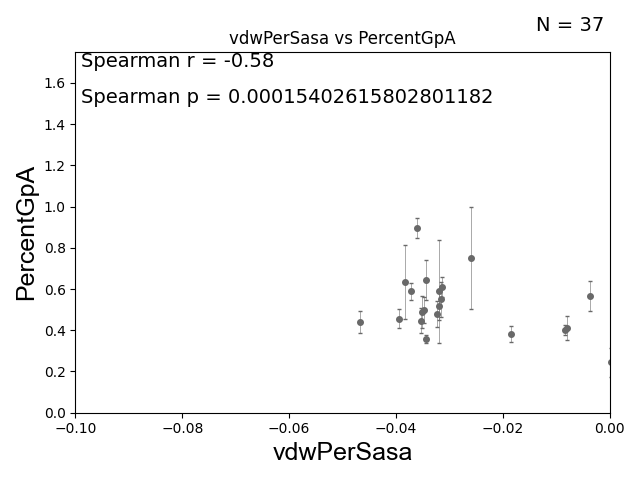 N = 37
vdwPerSasa vs PercentGpA
Spearman r = -0.58
Spearman p = 0.00015402615802801182
PercentGpA
1.6
1.4
1.2
1.0
0.8
0.6
0.4
0.2
0.0
−0.10 −0.08 −0.06 −0.04 −0.02 0.00
vdwPerSasa